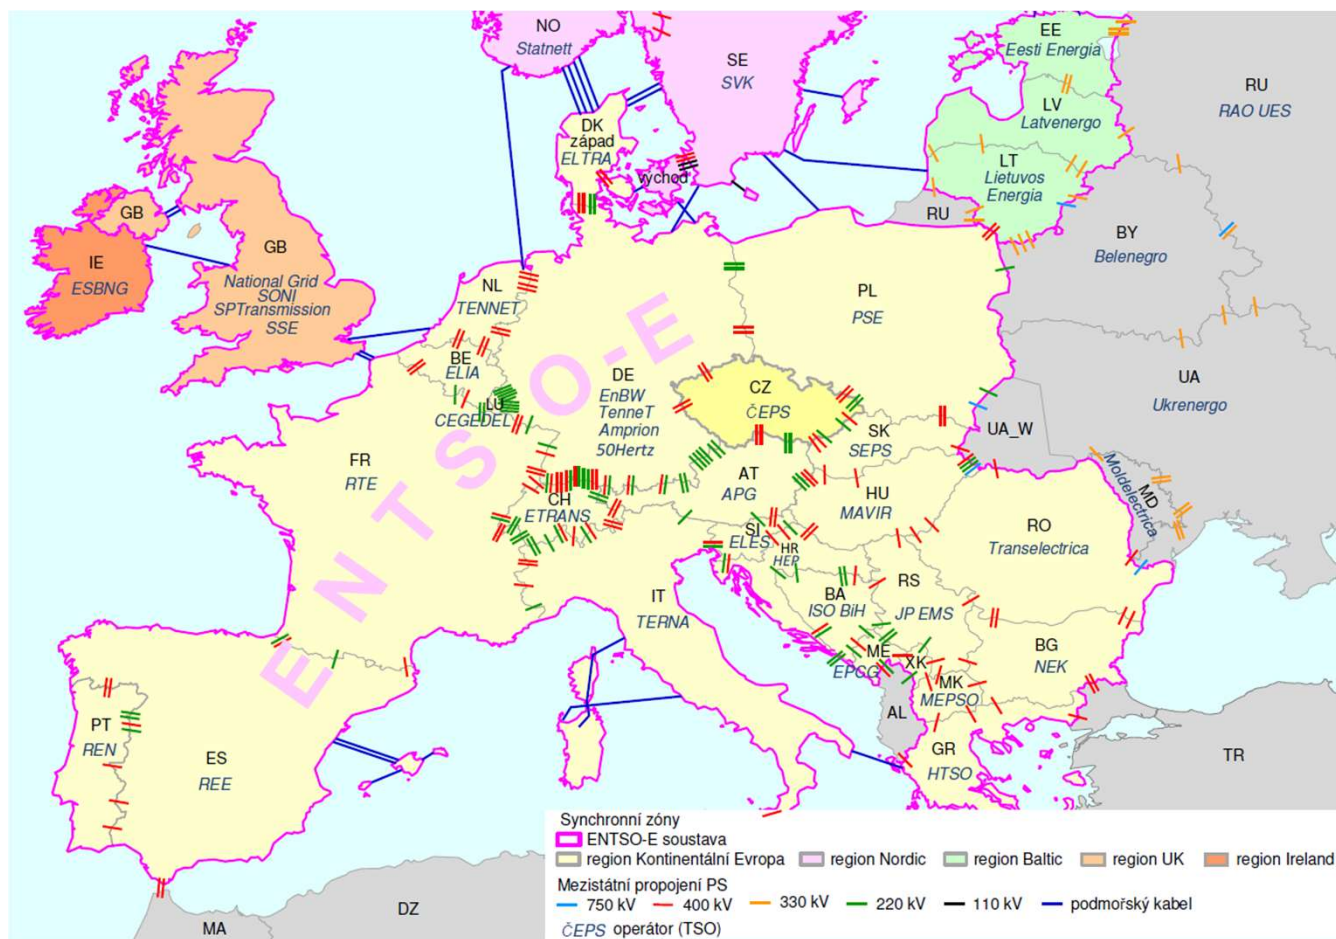 NO
Statnett
SE
SVK
EE
Eesti Energia
LV
Latvenergo
LT
Lietuvos
Energia
RU
RAO UES
RU
DK
západ
ELTRA
východ
GB
GB
National Grid
SONI
SPTransmission
SSE
IE
ESBNG
NL
TENNET
BE
ELIA
LU
CEGEDEL
DE
EnBW
TenneT
Amprion
50Hertz
PL
PSE
BY
Belenegro
UA
Ukrenergo
UA_W
CZ
ČEPS
SK
SEPS
AT
APG
HU
MAVIR
FR
RTE
CH
ETRANS
SI
ELES
HR
HEP
IT
TERNA
BA
ISO BiH
RS
JP EMS
RO
Transelectrica
MD
Moldelectrica
ME
EPCG
XK
MK
MEPSO
BG
NEK
AL
GR
HTSO
TR
PT
REN
ES
REE
MA
DZ
ENTSO-E
Synchronní zóny
ENTSO-E soustava
region Kontinentální Evropa region Nordic region Baltic region UK region Ireland
Mezistátní propojení PS
750 kV 400 kV 330 kV 220 kV 110 kV podmořský kabel
ČEPS operátor (TSO)